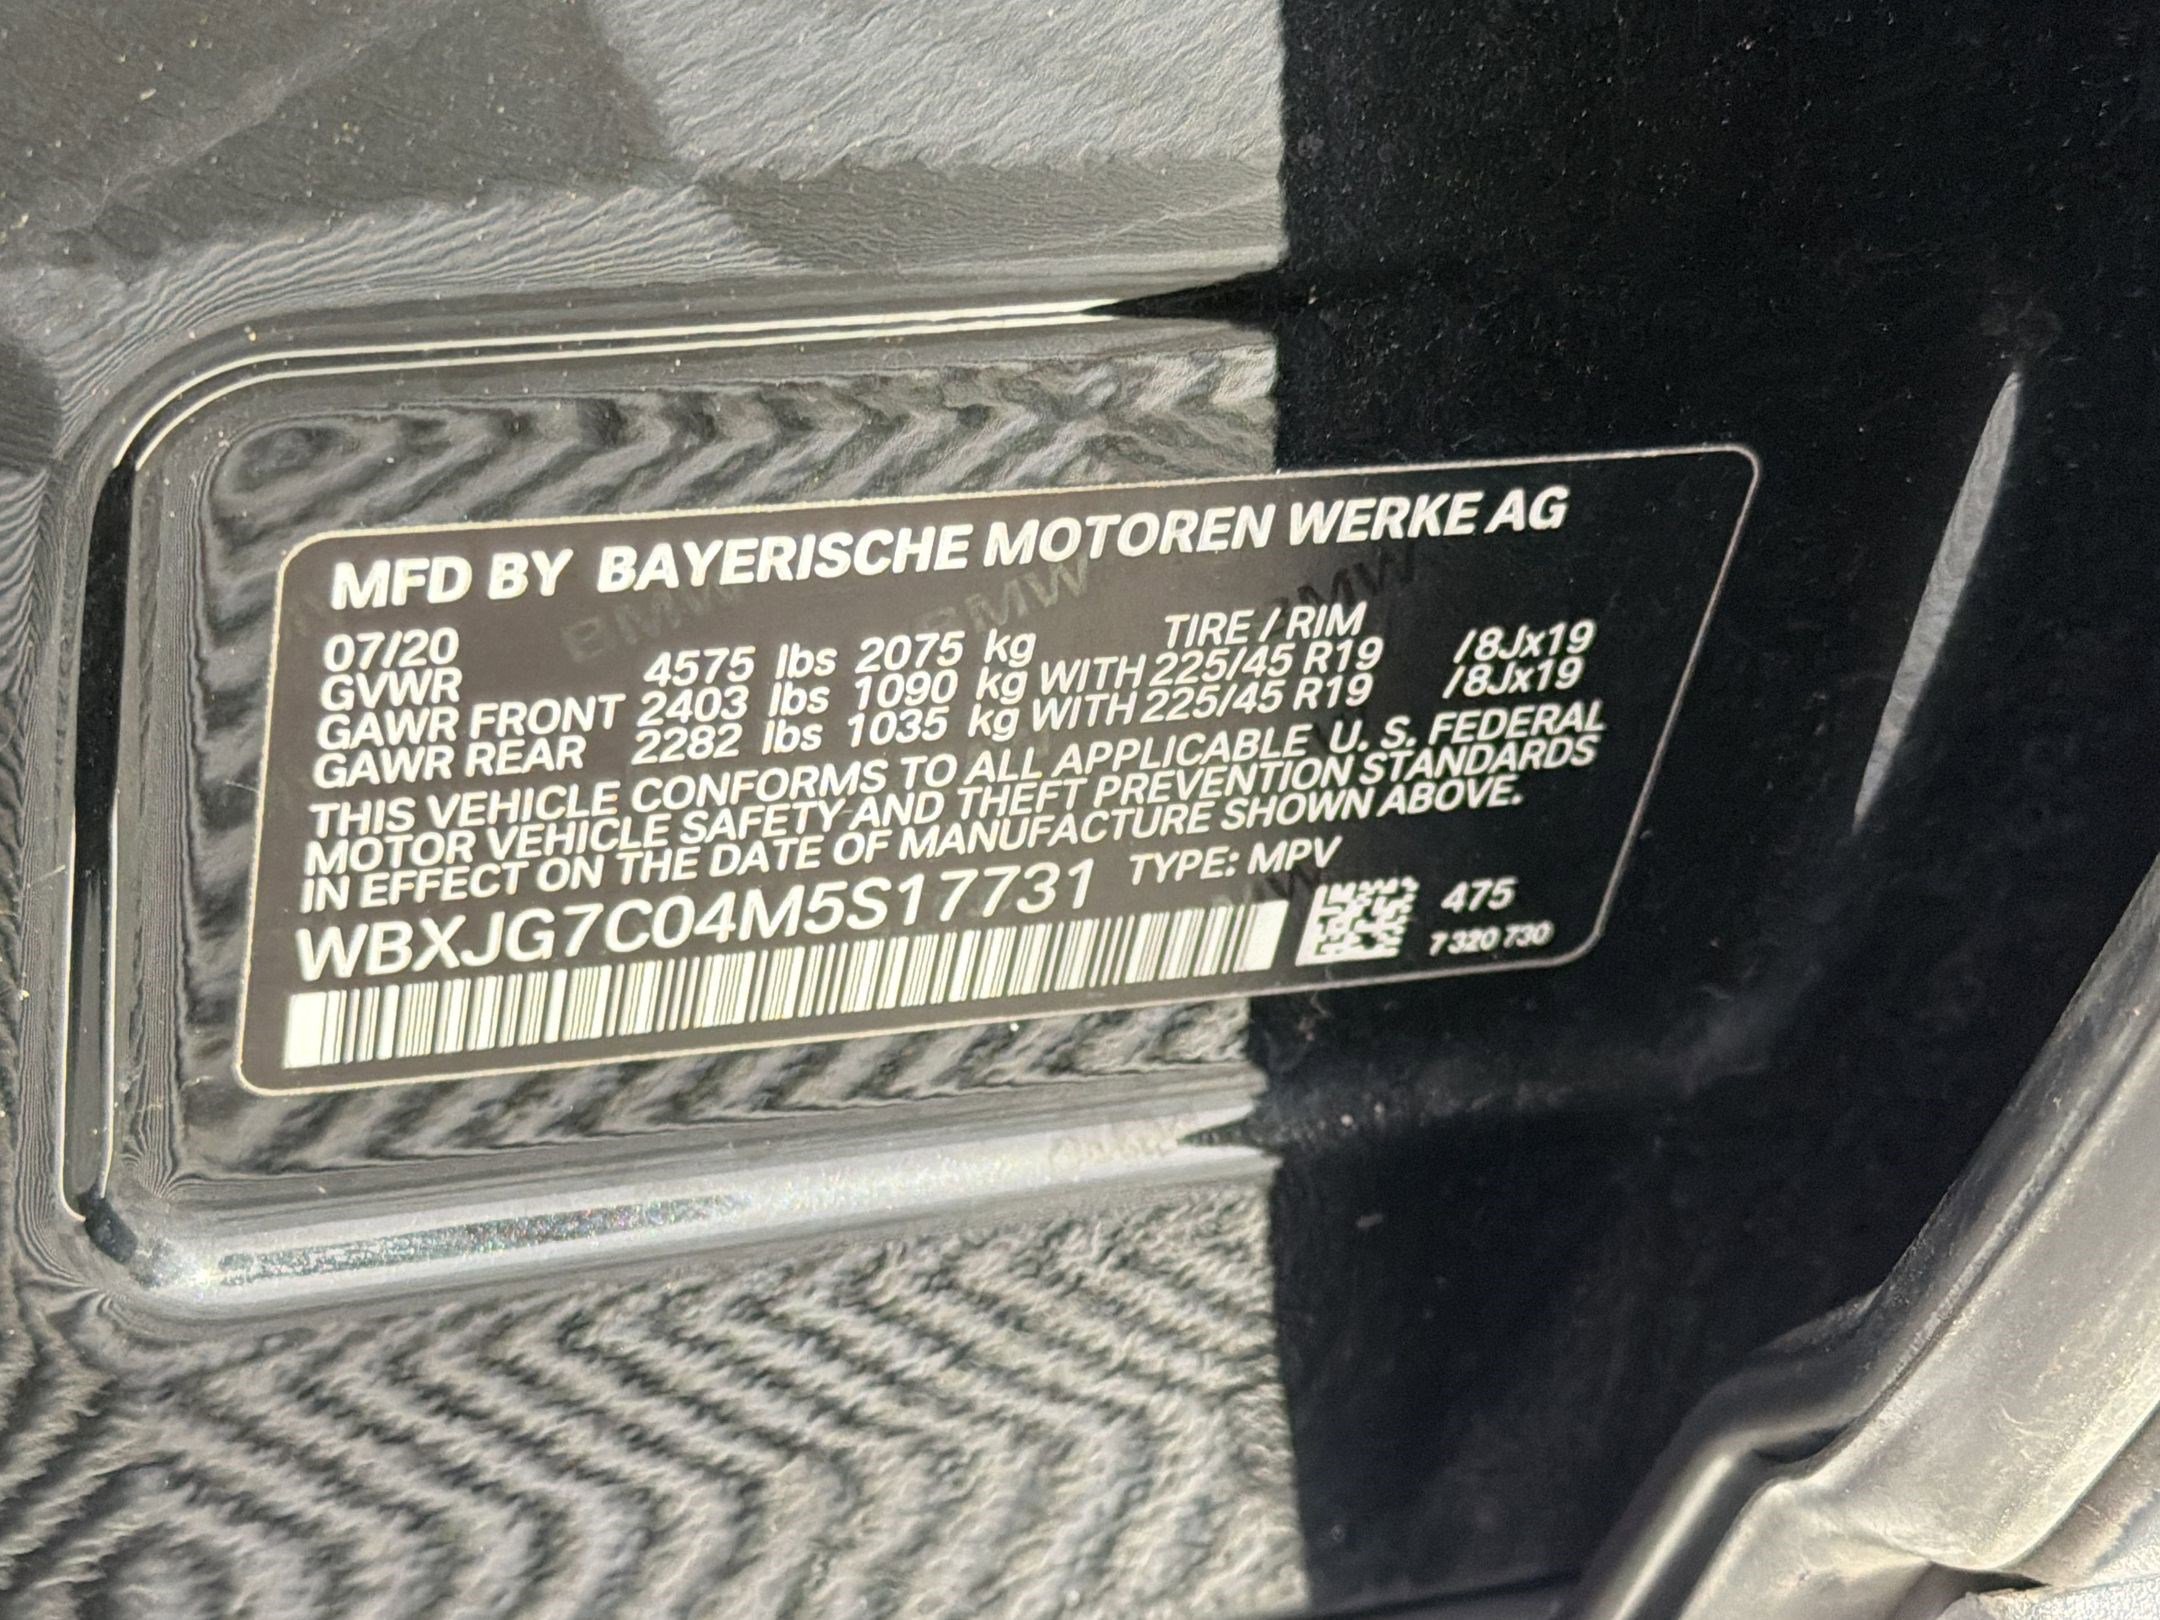 MFD BY BAYERISCHE MOTOREN WERKE AG
07/20 TIRE / RIM
GVWR 4575 lbs 2075 kg
GAWR FRONT 2403 lbs 1090 kg WITH 225/45 R19 /8Jx19
GAWR REAR 2282 lbs 1035 kg WITH 225/45 R19 /8Jx19
THIS VEHICLE CONFORMS TO ALL APPLICABLE U. S. FEDERAL
MOTOR VEHICLE SAFETY AND THEFT PREVENTION STANDARDS
IN EFFECT ON THE DATE OF MANUFACTURE SHOWN ABOVE.
WBXJG7C04M5S17731 TYPE: MPV
475
7 320 730
BMW
BMW
BMW